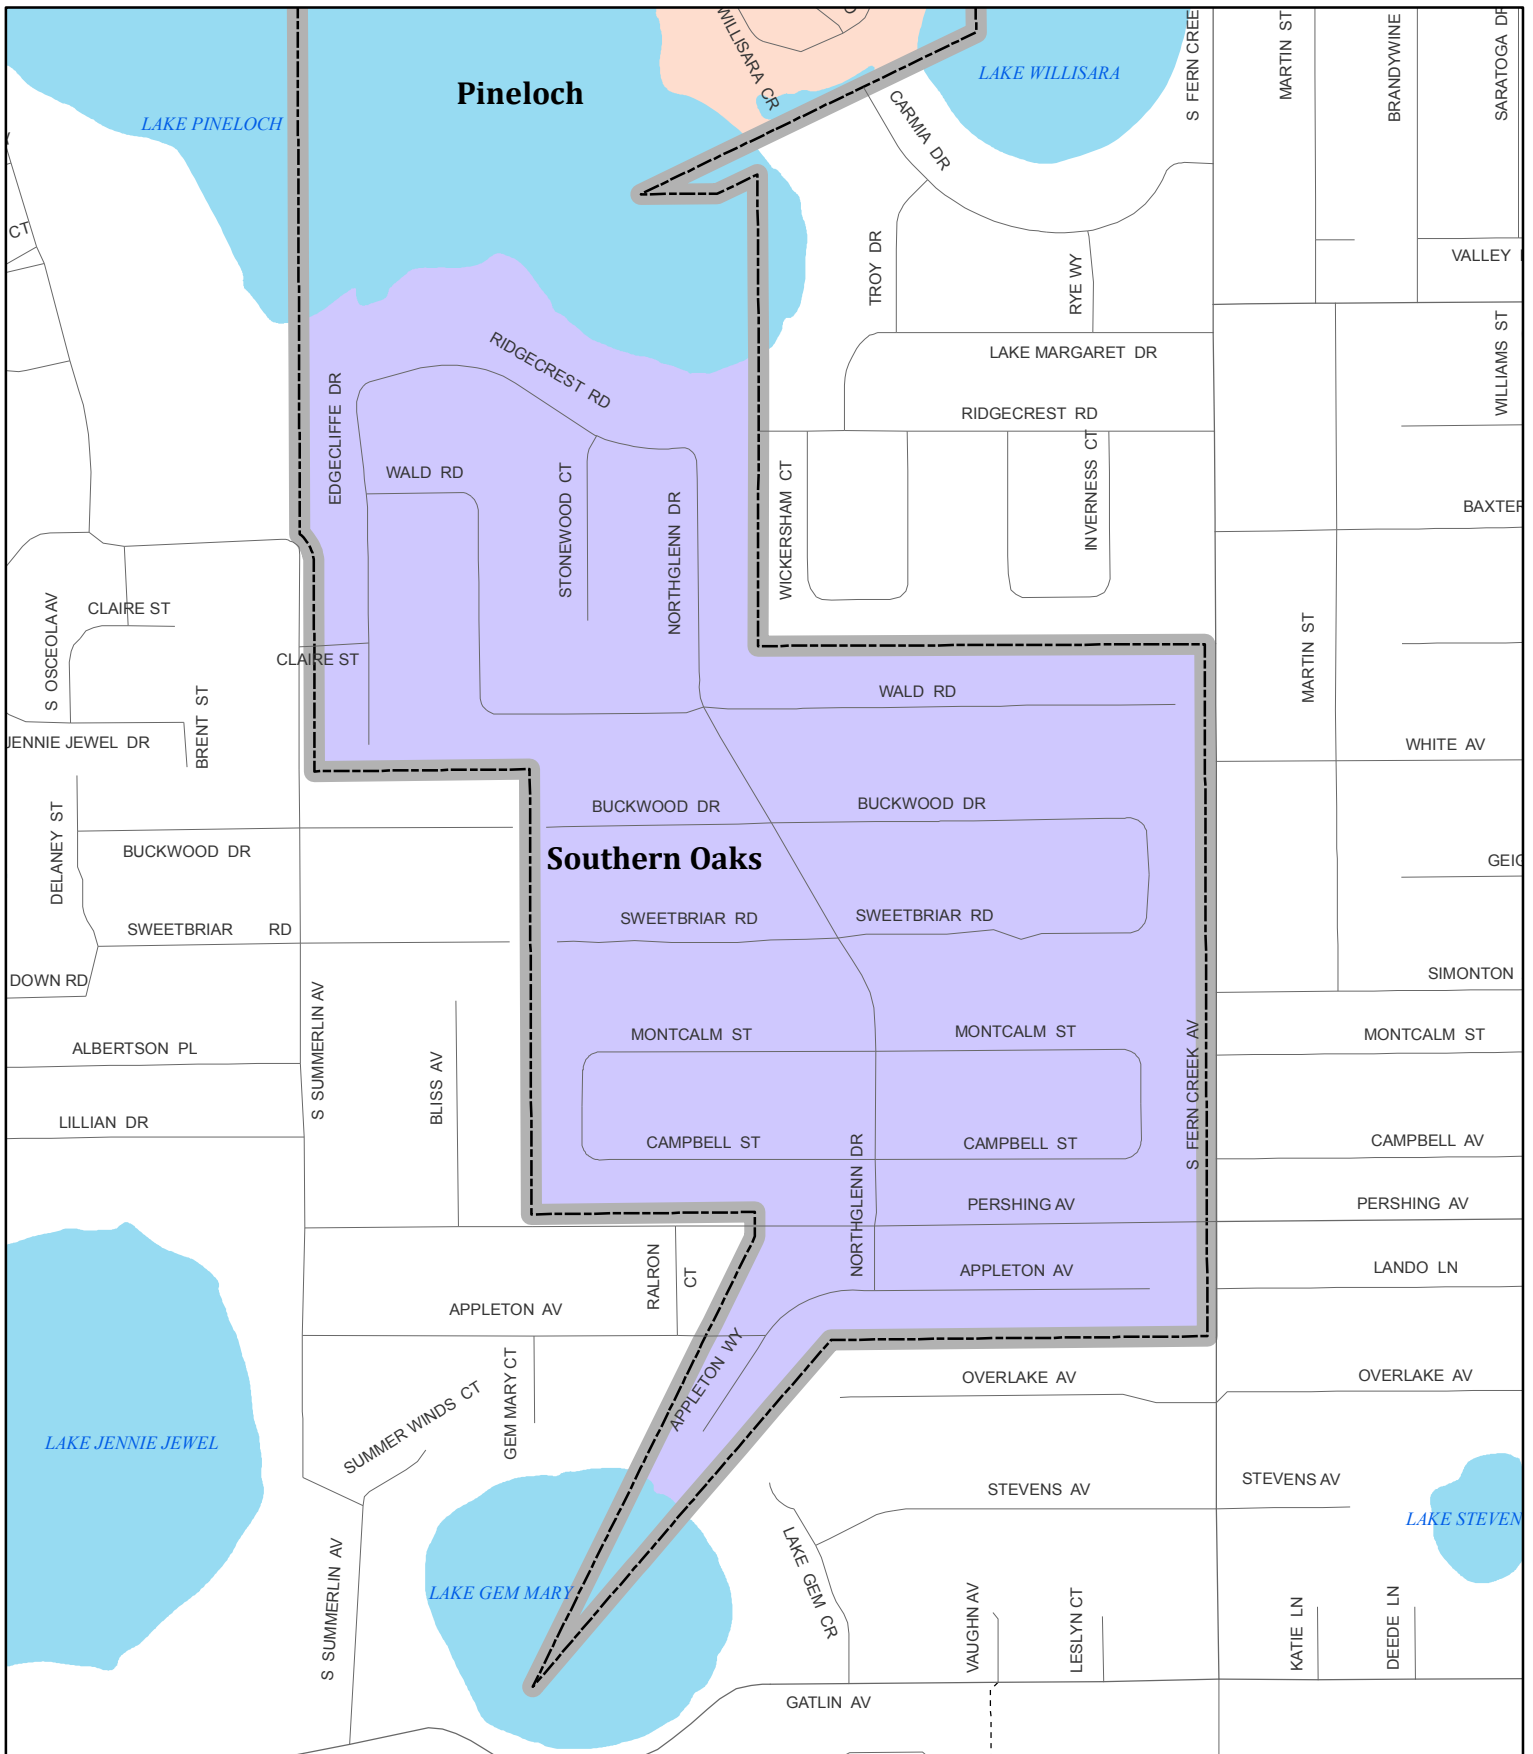 WILLISARA CR
S FERN CREE
MARTIN ST
BRANDYWINE
SARATOGA DR
Pineloch
LAKE WILLISARA
LAKE PINELOCH
CARMIA DR
CT
TROY DR
RYE WY
VALLEY
LAKE MARGARET DR
RIDGECREST RD
WILLIAMS ST
EDGECLIFFE DR
RIDGECREST RD
WALD RD
STONEWOOD CT
NORTHGLENN DR
WICKERSHAM CT
INVERNESS CT
BAXTER
S OSCEOLA AV
CLAIRE ST
CLAIRE ST
MARTIN ST
WALD RD
BRENT ST
JENNIE JEWEL DR
WHITE AV
DELANEY ST
BUCKWOOD DR
BUCKWOOD DR
BUCKWOOD DR
Southern Oaks
GEIG
SWEETBRIAR RD
SWEETBRIAR RD
SWEETBRIAR RD
DOWN RD
SIMONTON
S SUMMERLIN AV
MONTCALM ST
MONTCALM ST
MONTCALM ST
ALBERTSON PL
BLISS AV
S FERN CREEK AV
LILLIAN DR
CAMPBELL ST
CAMPBELL ST
CAMPBELL AV
NORTHGLENN DR
PERSHING AV
PERSHING AV
RALRON
CT
APPLETON AV
LANDO LN
APPLETON AV
APPLETON WY
GEM MARY CT
OVERLAKE AV
OVERLAKE AV
SUMMER WINDS CT
LAKE JENNIE JEWEL
STEVENS AV
STEVENS AV
LAKE STEVEN
S SUMMERLIN AV
LAKE GEM MARY
LAKE GEM CR
VAUGHN AV
LESLYN CT
KATIE LN
DEEDE LN
GATLIN AV